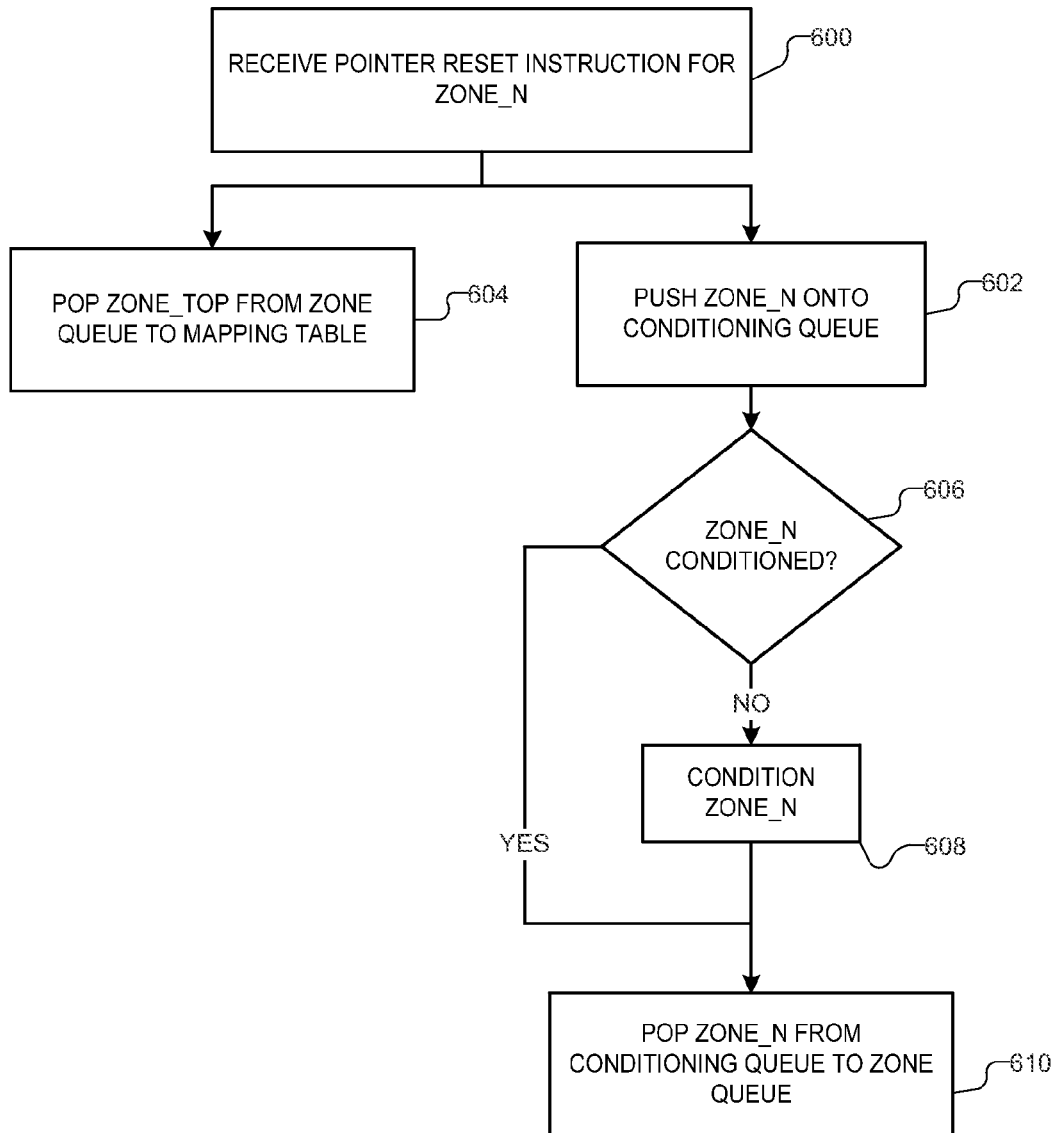 RECEIVE POINTER RESET INSTRUCTION FOR
ZONE_N
600
POP ZONE_TOP FROM ZONE
QUEUE TO MAPPING TABLE
604
PUSH ZONE_N ONTO
CONDITIONING QUEUE
602
ZONE_N
CONDITIONED?
606
NO
CONDITION
ZONE_N
608
YES
POP ZONE_N FROM
CONDITIONING QUEUE TO ZONE
QUEUE
610